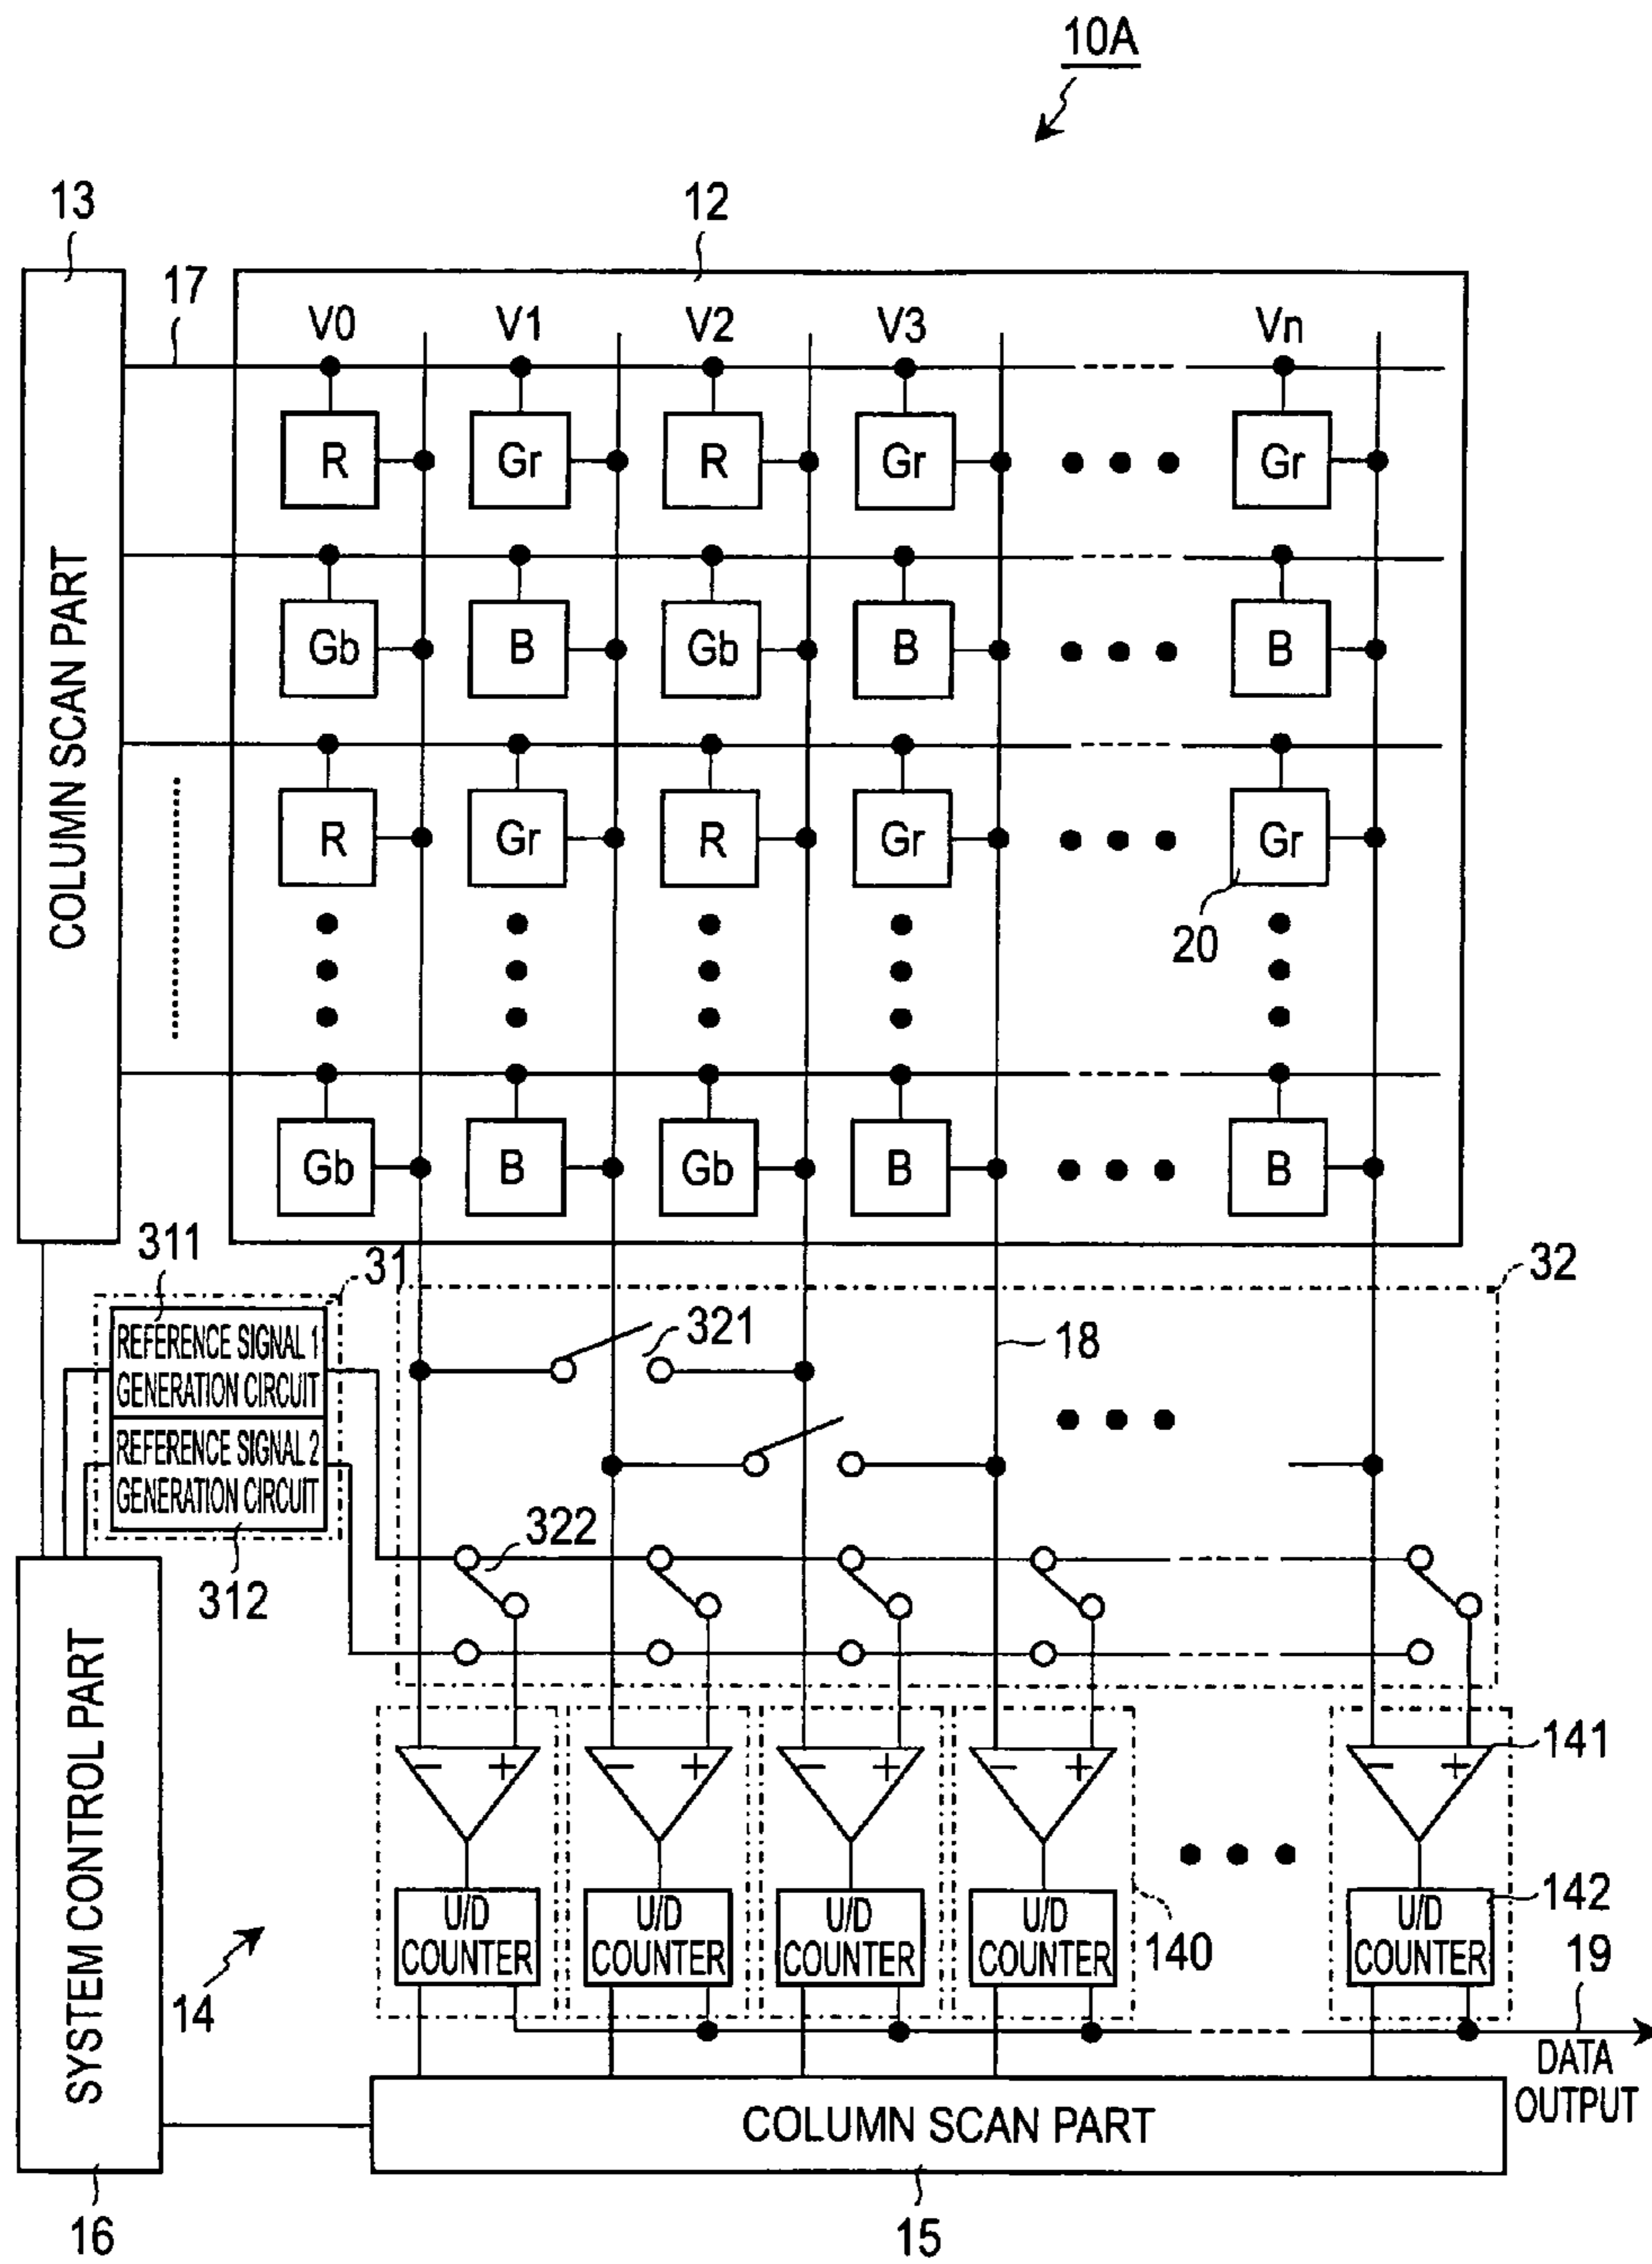 10A
13
12
17
V0 V1 V2 V3 Vn
R Gr R Gr Gr
Gb B Gb B B
R Gr R Gr Gr
20
COLUMN SCAN PART
Gb B Gb B B
311
31
32
REFERENCE SIGNAL 1
GENERATION CIRCUIT
321
18
REFERENCE SIGNAL 2
GENERATION CIRCUIT
322
312
SYSTEM CONTROL PART
− + − + − + − + − +
141
U/D
COUNTER
U/D
COUNTER
U/D
COUNTER
U/D
COUNTER
U/D
COUNTER
142
140
19
14
DATA
OUTPUT
COLUMN SCAN PART
16
15